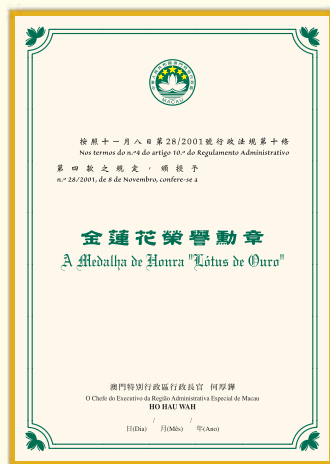 MACAU
按照十一月八日第28/2001號行政法規第十條
Nos termos do n.º4 do artigo 10.º do Regulamento Administrativo
第四款之規定，頒授予
n.º 28/2001, de 8 de Novembro, confere-se a
金蓮花榮譽勳章
A Medalha de Honra "Lótus de Ouro"
澳門特別行政區行政長官 何厚鏵
O Chefe do Executivo da Região Administrativa Especial de Macau
HO HAU WAH
/ /
日(Dia) 月(Mês) 年(Ano)